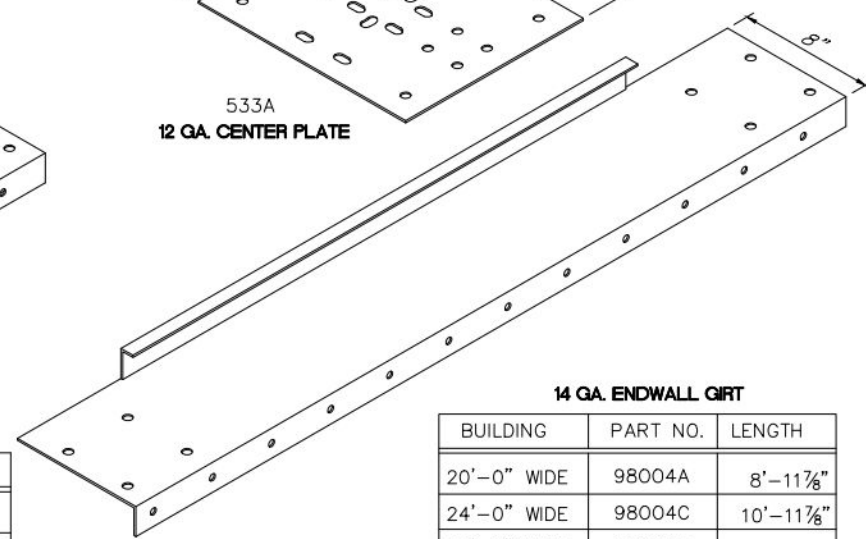 8"
533A
12 GA. CENTER PLATE
14 GA. ENDWALL GIRT
BUILDING PART NO. LENGTH
20'-0" WIDE 98004A 8'-11⅞"
24'-0" WIDE 98004C 10'-11⅞"